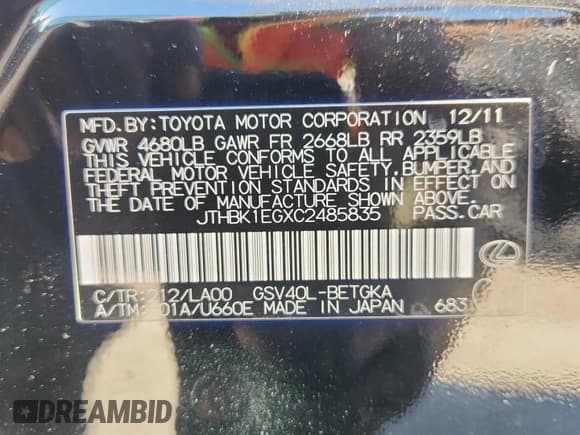 MFD. BY: TOYOTA MOTOR CORPORATION 12/11
GVWR 4680LB GAWR FR 2668LB RR 2359LB
THIS VEHICLE CONFORMS TO ALL APPLICABLE
FEDERAL MOTOR VEHICLE SAFETY, BUMPER, AND
THEFT PREVENTION STANDARDS IN EFFECT ON
THE DATE OF MANUFACTURE SHOWN ABOVE.
JTHBK1EGXC2485835 PASS.CAR
C/TR: 212/LA00 GSV40L-BETGKA
A/TM: 01A/U660E MADE IN JAPAN 683
DREAMBID